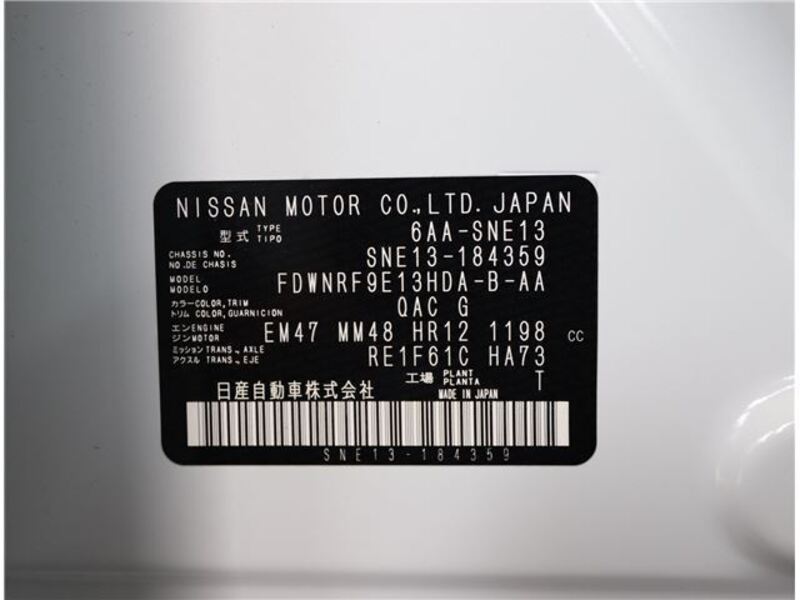 NISSAN MOTOR CO.,LTD. JAPAN
型式 TYPE TIPO 6AA-SNE13
CHASSIS NO. NO.DE CHASIS SNE13-184359
MODEL MODELO FDWNRF9E13HDA-B-AA
カラー COLOR, TRIM トリム COLOR, GUARNICION QAC G
エンジン ENGINE MOTOR EM47 MM48 HR12 1198 CC
ミッション TRANS., AXLE アクスル TRANS., EJE RE1F61C HA73
工場 PLANT PLANTA T
日産自動車株式会社 MADE IN JAPAN
SNE13-184359